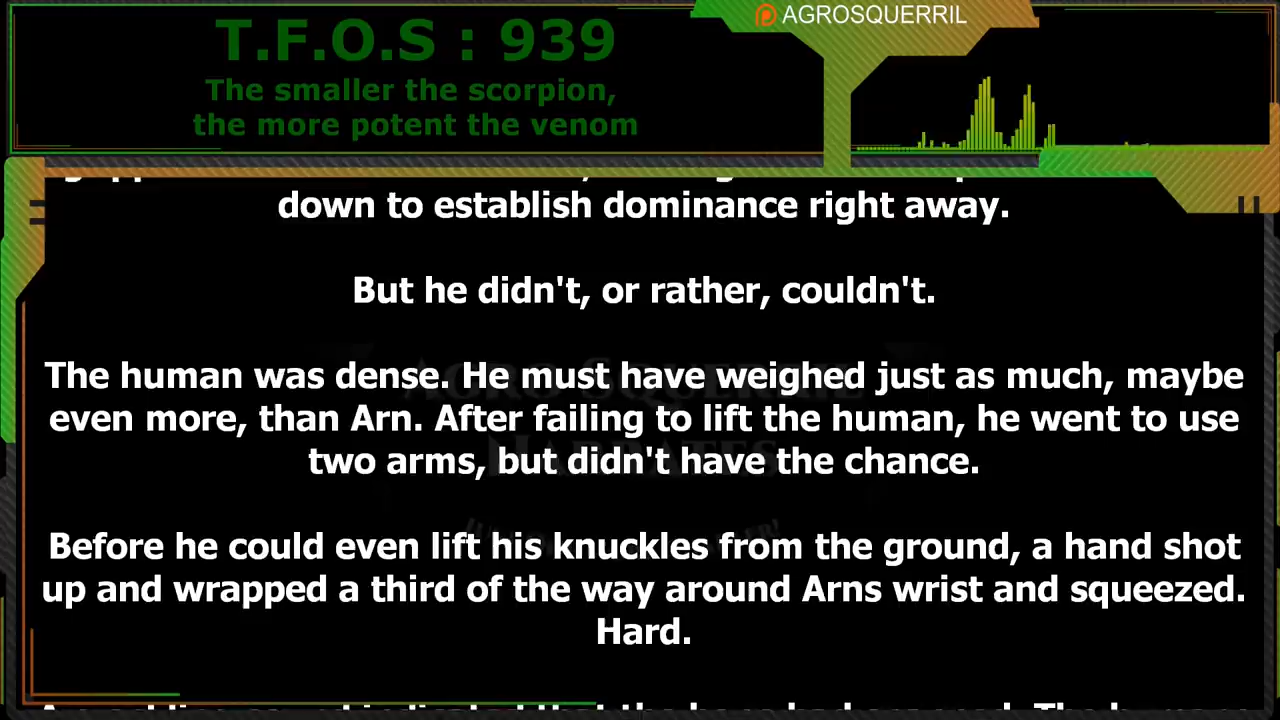 AGROSQUERRIL
T.F.O.S : 939
The smaller the scorpion,
the more potent the venom
down to establish dominance right away.
But he didn't, or rather, couldn't.
The human was dense. He must have weighed just as much, maybe
even more, than Arn. After failing to lift the human, he went to use
two arms, but didn't have the chance.
Before he could even lift his knuckles from the ground, a hand shot
up and wrapped a third of the way around Arns wrist and squeezed.
Hard.